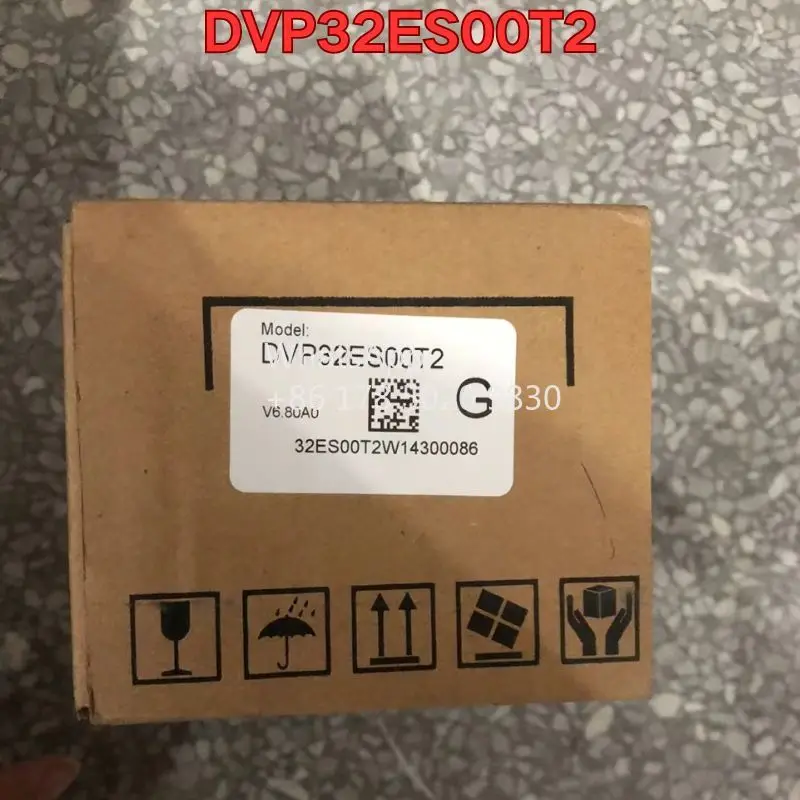 DVP32ES00T2
Model:
DVP32ES00T2
G
V6.80A0
32ES00T2W14300086